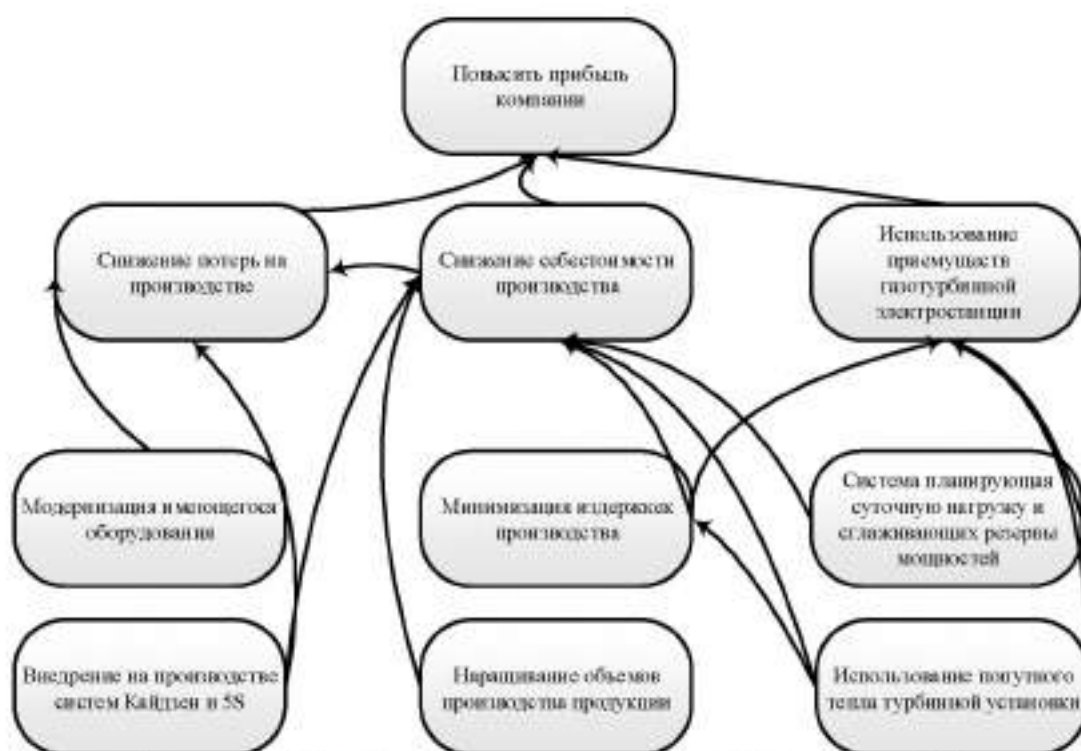 Повысить прибыль
компании
Снижение потерь на
производстве
Снижение себестоимости
производства
Использование
приемуществ
газотурбинной
электростанции
Модернизация имеющегося
оборудования
Минимизация издержек
производства
Система планирующая
суточную нагрузку и
сглаживающих резервы
мощностей
Внедрение на производстве
систем Кайдзен и 5S
Наращивание объемов
производства продукции
Использование попутного
тепла турбинной установки